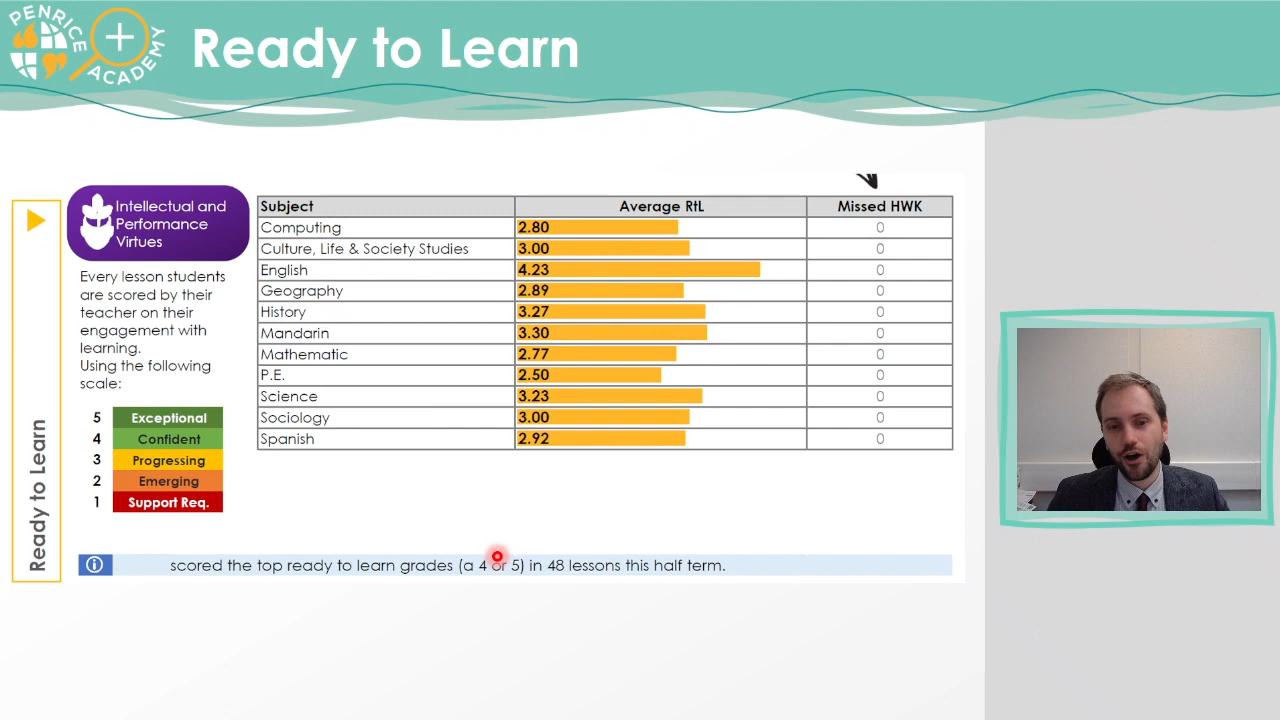 PENRICE
ACADEMY
Ready to Learn
Intellectual and
Performance
Virtues
Every lesson students
are scored by their
teacher on their
engagement with
learning.
Using the following
scale:
5 Exceptional
4 Confident
3 Progressing
2 Emerging
1 Support Req.
Ready to Learn
Subject Average RtL Missed HWK
Computing 2.80 0
Culture, Life & Society Studies 3.00 0
English 4.23 0
Geography 2.89 0
History 3.27 0
Mandarin 3.30 0
Mathematic 2.77 0
P.E. 2.50 0
Science 3.23 0
Sociology 3.00 0
Spanish 2.92 0
scored the top ready to learn grades (a 4 or 5) in 48 lessons this half term.